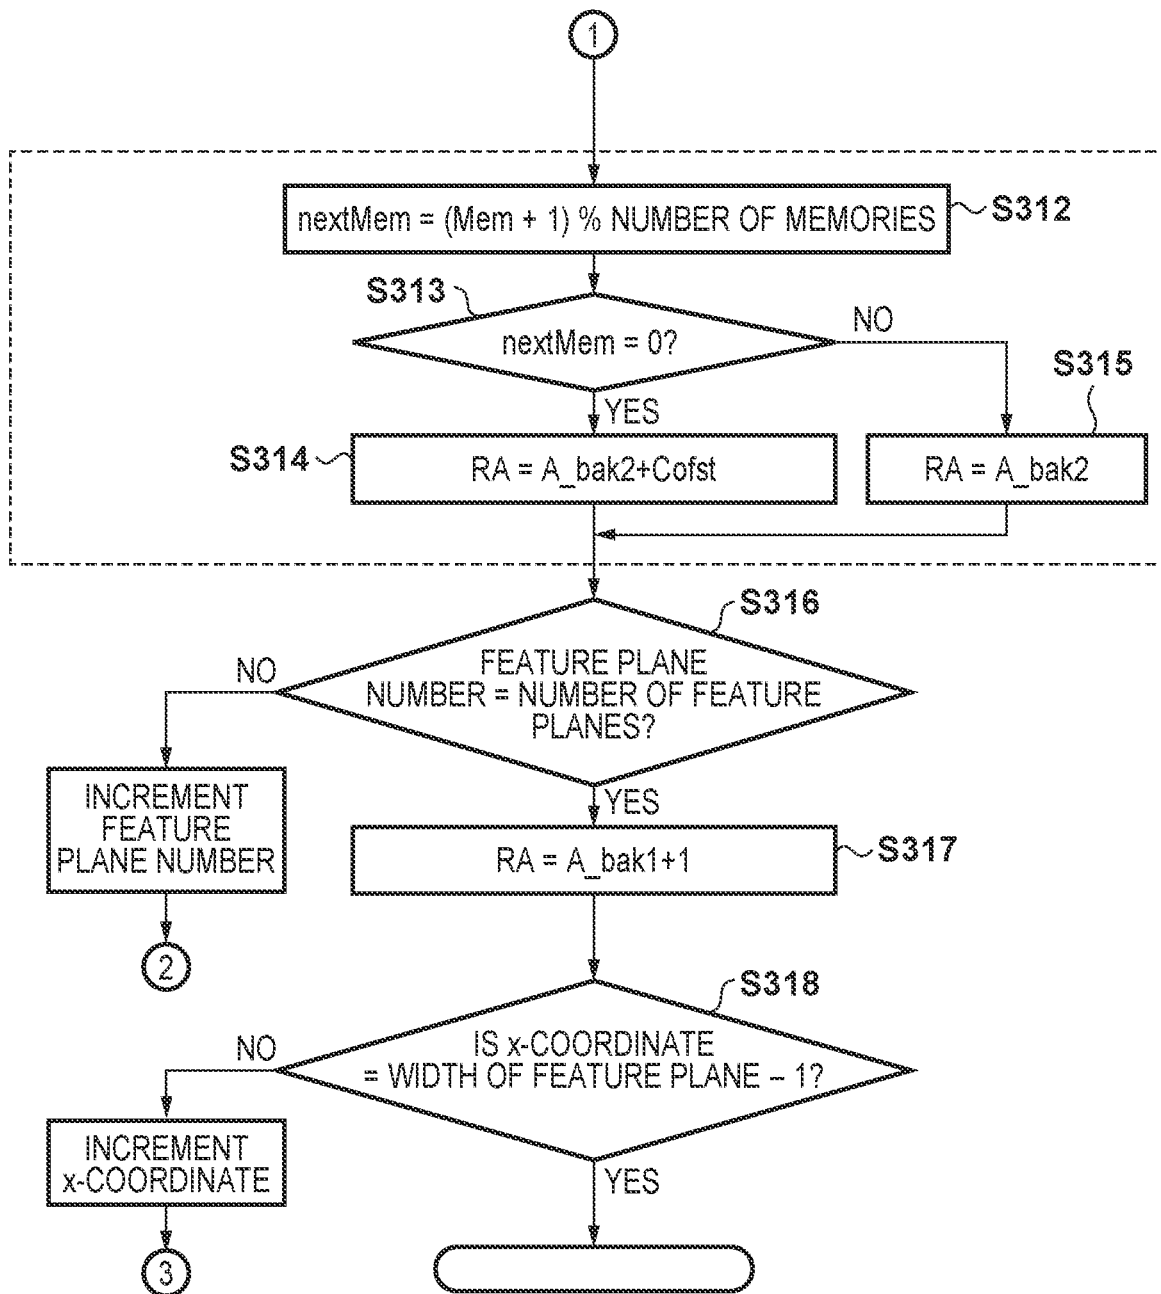 1
nextMem = (Mem + 1) % NUMBER OF MEMORIES
S312
S313
nextMem = 0?
NO
YES
S315
S314
RA = A_bak2+Cofst
RA = A_bak2
S316
FEATURE PLANE
NUMBER = NUMBER OF FEATURE
PLANES?
NO
YES
INCREMENT
FEATURE
PLANE NUMBER
2
RA = A_bak1+1
S317
S318
IS x-COORDINATE
= WIDTH OF FEATURE PLANE – 1?
NO
YES
INCREMENT
x-COORDINATE
3